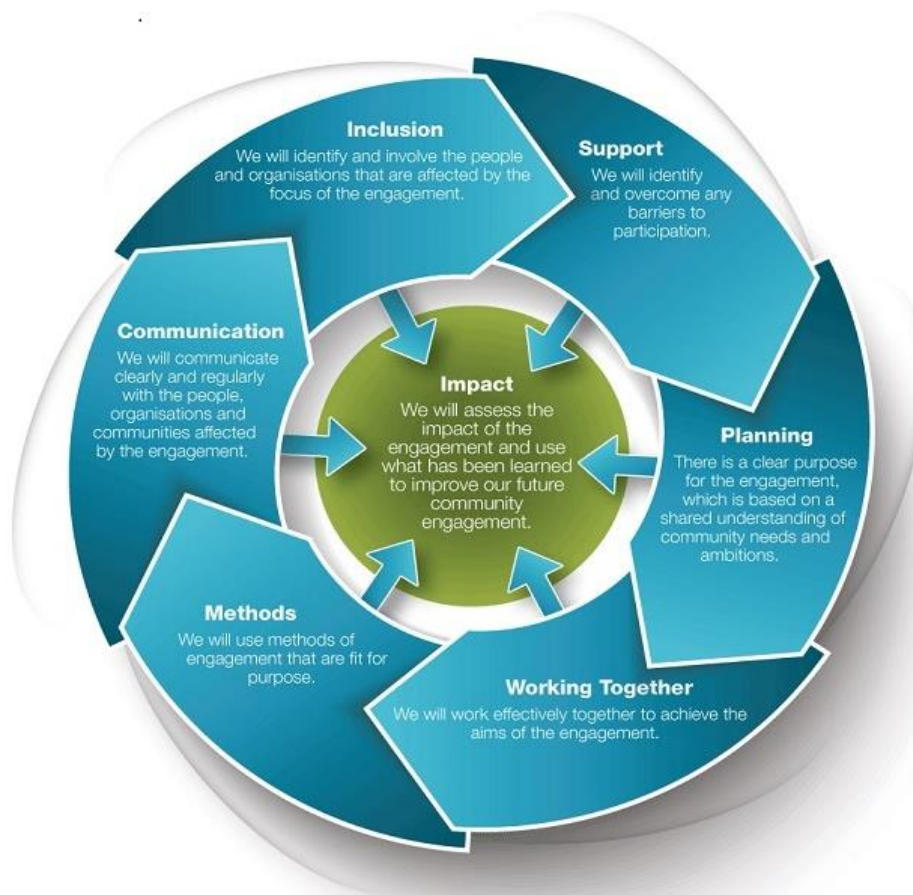 Inclusion
We will identify and involve the people
and organisations that are affected by the
focus of the engagement.
Support
We will identify
and overcome any
barriers to
participation.
Planning
There is a clear purpose
for the engagement,
which is based on a
shared understanding of
community needs and
ambitions.
Working Together
We will work effectively together to achieve the
aims of the engagement.
Methods
We will use methods of
engagement that are fit for
purpose.
Communication
We will communicate
clearly and regularly
with the people,
organisations and
communities affected
by the engagement.
Impact
We will assess the
impact of the
engagement and use
what has been learned
to improve our future
community
engagement.